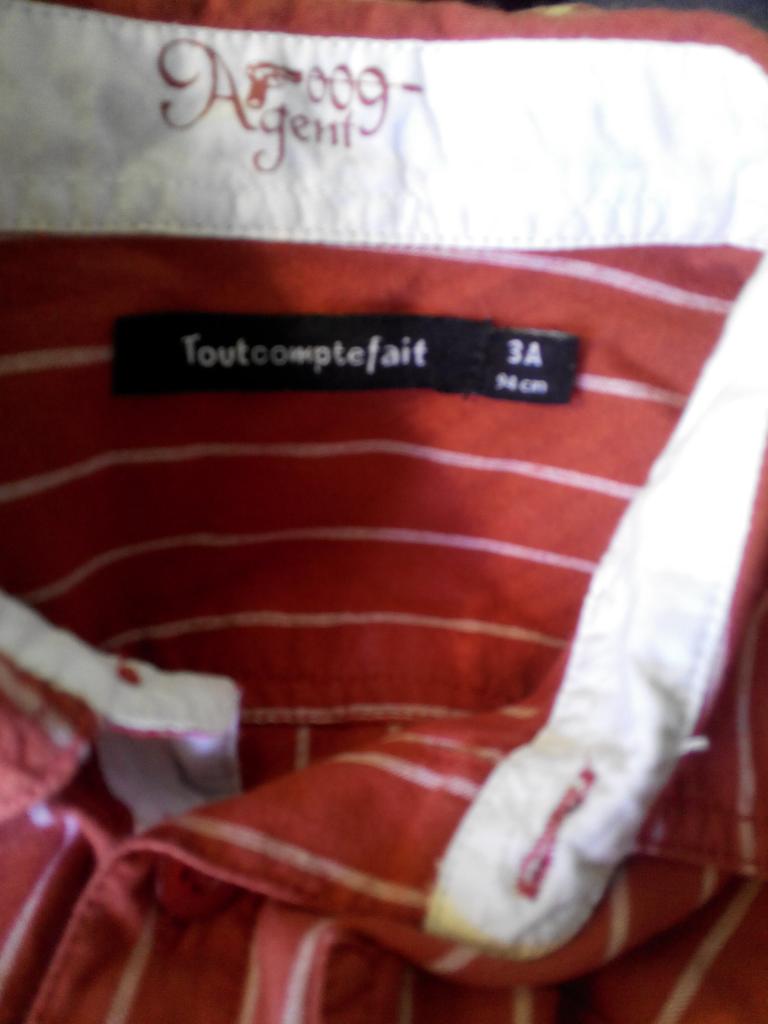 009
Agent
Toutcomptefait
3A
94 cm